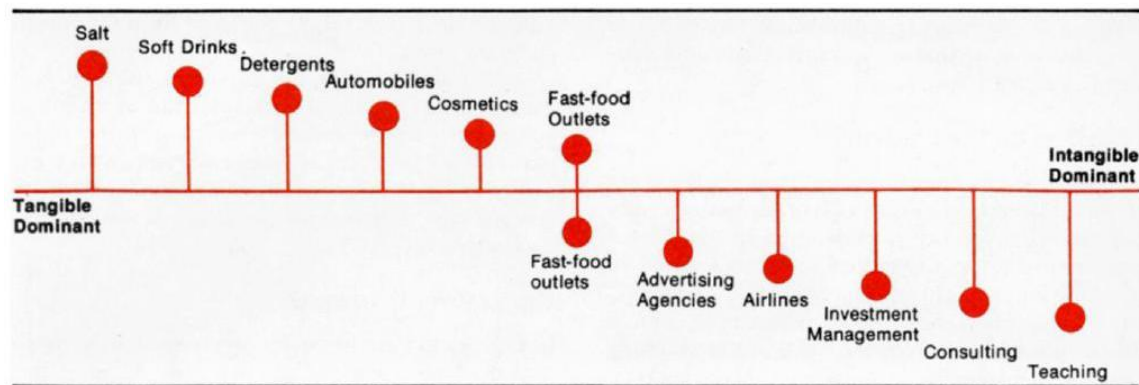 Salt
Soft Drinks
Detergents
Automobiles
Cosmetics
Fast-food
Outlets
Intangible
Dominant
Tangible
Dominant
Fast-food
outlets
Advertising
Agencies
Airlines
Investment
Management
Consulting
Teaching